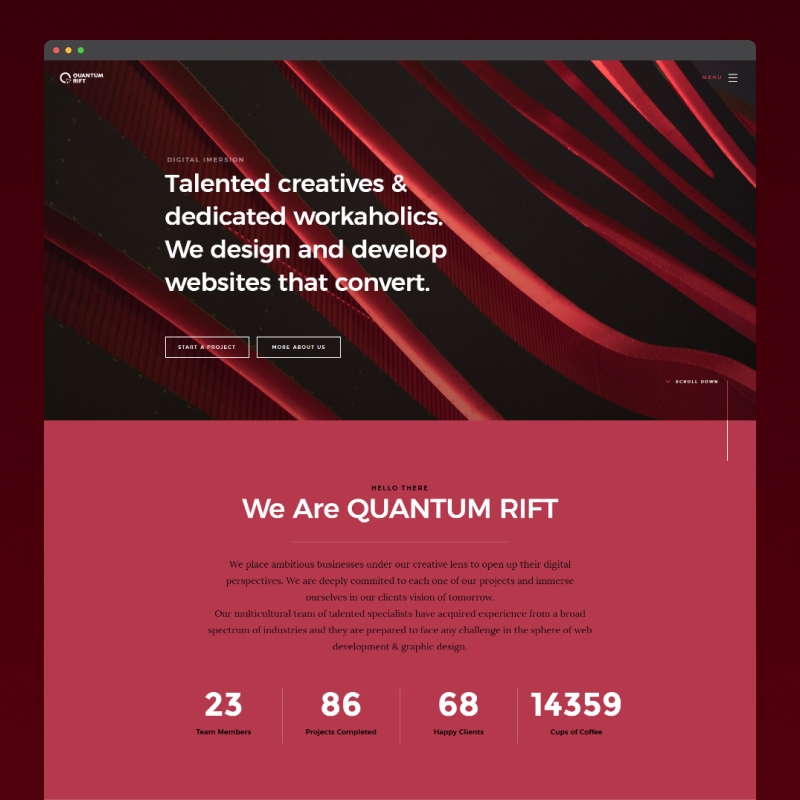 QUANTUM
RIFT
MENU
DIGITAL IMERSION
Talented creatives &
dedicated workaholics.
We design and develop
websites that convert.
START A PROJECT
MORE ABOUT US
SCROLL DOWN
HELLO THERE
We Are QUANTUM RIFT
We place ambitious businesses under our creative lens to open up their digital
perspectives. We are deeply commited to each one of our projects and immerse
ourselves in our clients vision of tomorrow.
Our multicultural team of talented specialists have acquired experience from a broad
spectrum of industries and they are prepared to face any challenge in the sphere of web
development & graphic design.
23
Team Members
86
Projects Completed
68
Happy Clients
14359
Cups of Coffee